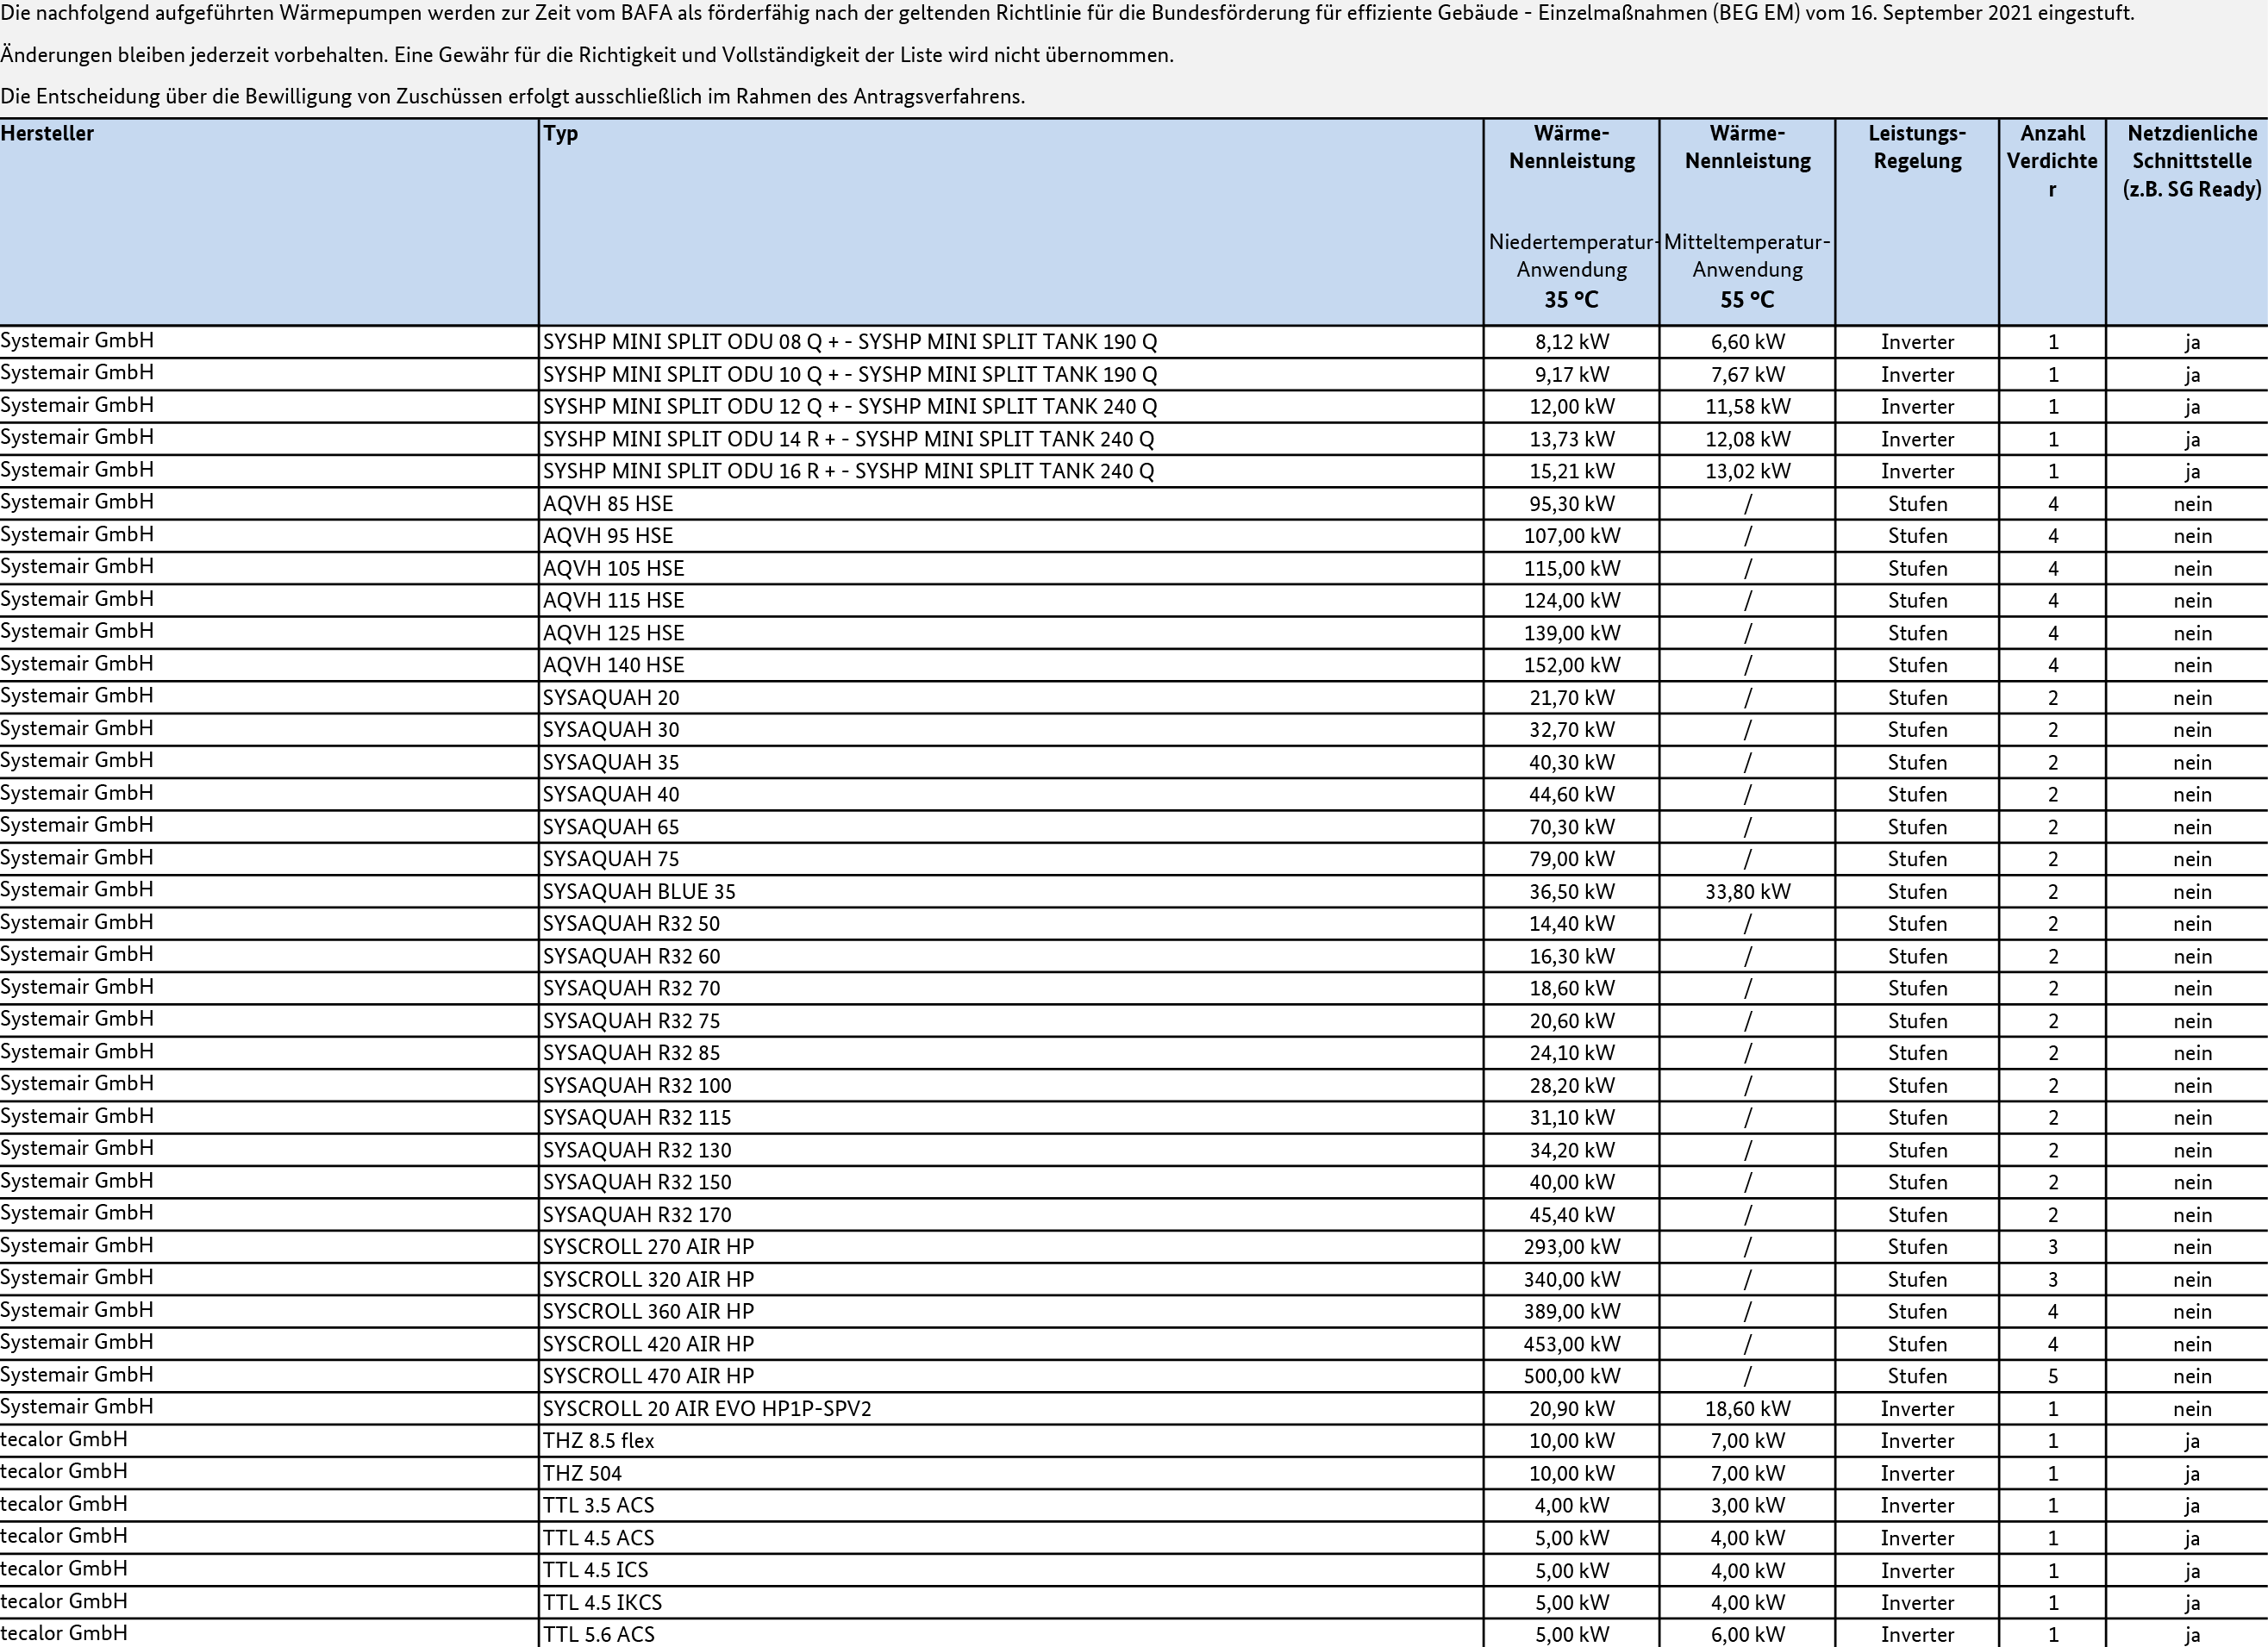 Die nachfolgend aufgeführten Wärmepumpen werden zur Zeit vom BAFA als förderfähig nach der geltenden Richtlinie für die Bundesförderung für effiziente Gebäude - Einzelmaßnahmen (BEG EM) vom 16. September 2021 eingestuft.
Änderungen bleiben jederzeit vorbehalten. Eine Gewähr für die Richtigkeit und Vollständigkeit der Liste wird nicht übernommen.
Die Entscheidung über die Bewilligung von Zuschüssen erfolgt ausschließlich im Rahmen des Antragsverfahrens.
Hersteller Typ Wärme- Wärme- Leistungs- Anzahl Netzdienliche
Nennleistung Nennleistung Regelung Verdichte Schnittstelle
r (z.B. SG Ready)
Niedertemperatur- Mitteltemperatur-
Anwendung Anwendung
35 °C 55 °C
Systemair GmbH SYSHP MINI SPLIT ODU 08 Q + - SYSHP MINI SPLIT TANK 190 Q 8,12 kW 6,60 kW Inverter 1 ja
Systemair GmbH SYSHP MINI SPLIT ODU 10 Q + - SYSHP MINI SPLIT TANK 190 Q 9,17 kW 7,67 kW Inverter 1 ja
Systemair GmbH SYSHP MINI SPLIT ODU 12 Q + - SYSHP MINI SPLIT TANK 240 Q 12,00 kW 11,58 kW Inverter 1 ja
Systemair GmbH SYSHP MINI SPLIT ODU 14 R + - SYSHP MINI SPLIT TANK 240 Q 13,73 kW 12,08 kW Inverter 1 ja
Systemair GmbH SYSHP MINI SPLIT ODU 16 R + - SYSHP MINI SPLIT TANK 240 Q 15,21 kW 13,02 kW Inverter 1 ja
Systemair GmbH AQVH 85 HSE 95,30 kW / Stufen 4 nein
Systemair GmbH AQVH 95 HSE 107,00 kW / Stufen 4 nein
Systemair GmbH AQVH 105 HSE 115,00 kW / Stufen 4 nein
Systemair GmbH AQVH 115 HSE 124,00 kW / Stufen 4 nein
Systemair GmbH AQVH 125 HSE 139,00 kW / Stufen 4 nein
Systemair GmbH AQVH 140 HSE 152,00 kW / Stufen 4 nein
Systemair GmbH SYSAQUAH 20 21,70 kW / Stufen 2 nein
Systemair GmbH SYSAQUAH 30 32,70 kW / Stufen 2 nein
Systemair GmbH SYSAQUAH 35 40,30 kW / Stufen 2 nein
Systemair GmbH SYSAQUAH 40 44,60 kW / Stufen 2 nein
Systemair GmbH SYSAQUAH 65 70,30 kW / Stufen 2 nein
Systemair GmbH SYSAQUAH 75 79,00 kW / Stufen 2 nein
Systemair GmbH SYSAQUAH BLUE 35 36,50 kW 33,80 kW Stufen 2 nein
Systemair GmbH SYSAQUAH R32 50 14,40 kW / Stufen 2 nein
Systemair GmbH SYSAQUAH R32 60 16,30 kW / Stufen 2 nein
Systemair GmbH SYSAQUAH R32 70 18,60 kW / Stufen 2 nein
Systemair GmbH SYSAQUAH R32 75 20,60 kW / Stufen 2 nein
Systemair GmbH SYSAQUAH R32 85 24,10 kW / Stufen 2 nein
Systemair GmbH SYSAQUAH R32 100 28,20 kW / Stufen 2 nein
Systemair GmbH SYSAQUAH R32 115 31,10 kW / Stufen 2 nein
Systemair GmbH SYSAQUAH R32 130 34,20 kW / Stufen 2 nein
Systemair GmbH SYSAQUAH R32 150 40,00 kW / Stufen 2 nein
Systemair GmbH SYSAQUAH R32 170 45,40 kW / Stufen 2 nein
Systemair GmbH SYSCROLL 270 AIR HP 293,00 kW / Stufen 3 nein
Systemair GmbH SYSCROLL 320 AIR HP 340,00 kW / Stufen 3 nein
Systemair GmbH SYSCROLL 360 AIR HP 389,00 kW / Stufen 4 nein
Systemair GmbH SYSCROLL 420 AIR HP 453,00 kW / Stufen 4 nein
Systemair GmbH SYSCROLL 470 AIR HP 500,00 kW / Stufen 5 nein
Systemair GmbH SYSCROLL 20 AIR EVO HP1P-SPV2 20,90 kW 18,60 kW Inverter 1 nein
tecalor GmbH THZ 8.5 flex 10,00 kW 7,00 kW Inverter 1 ja
tecalor GmbH THZ 504 10,00 kW 7,00 kW Inverter 1 ja
tecalor GmbH TTL 3.5 ACS 4,00 kW 3,00 kW Inverter 1 ja
tecalor GmbH TTL 4.5 ACS 5,00 kW 4,00 kW Inverter 1 ja
tecalor GmbH TTL 4.5 ICS 5,00 kW 4,00 kW Inverter 1 ja
tecalor GmbH TTL 4.5 IKCS 5,00 kW 4,00 kW Inverter 1 ja
tecalor GmbH TTL 5.6 ACS 5,00 kW 6,00 kW Inverter 1 ja